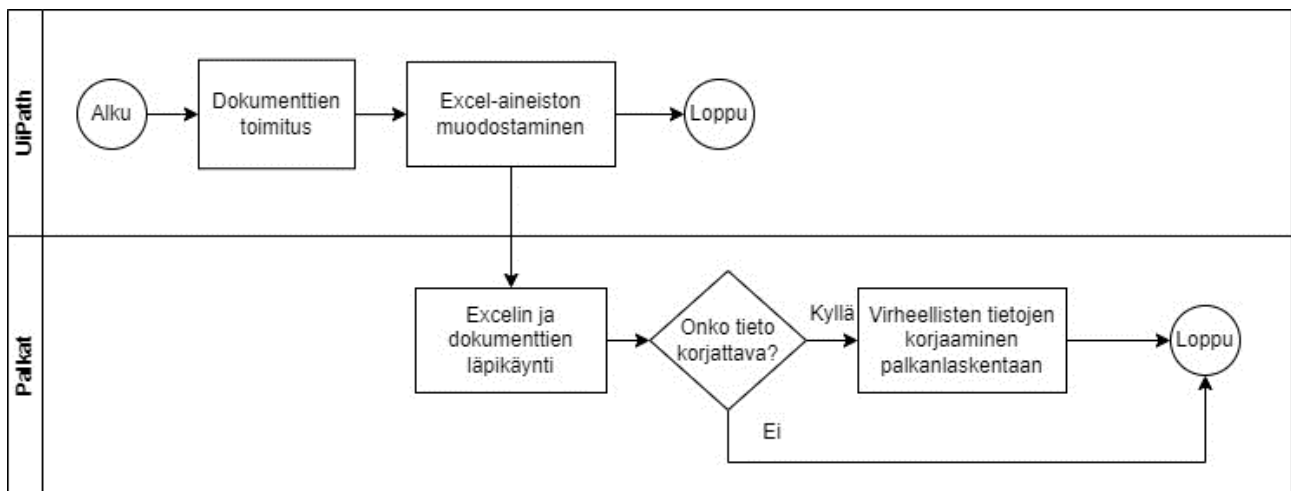 UiPath
Alku
Dokumenttien
toimitus
Excel-aineiston
muodostaminen
Loppu
Palkat
Excelin ja
dokumenttien
läpikäynti
Onko tieto
korjattava?
Kyllä
Virheellisten tietojen
korjaaminen
palkanlaskentaan
Loppu
Ei